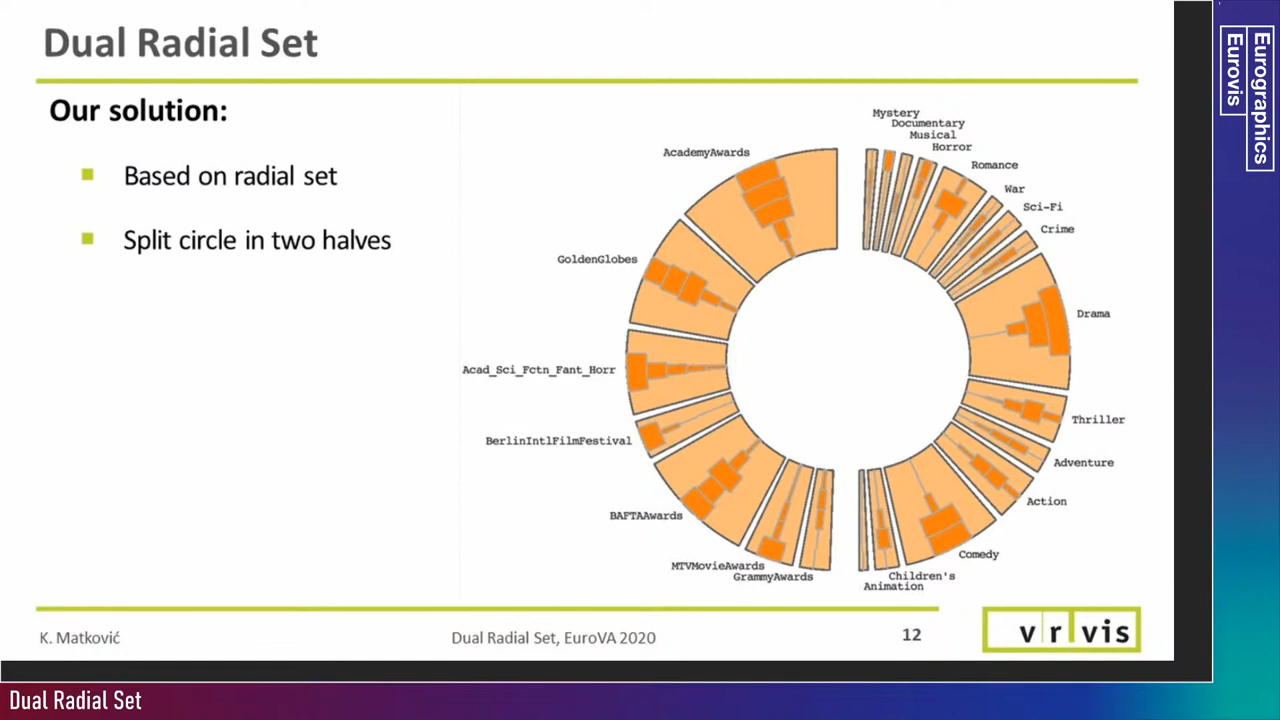 Dual Radial Set
Our solution:
Based on radial set
Split circle in two halves
Mystery
Documentary
Musical
Horror
Romance
War
Sci-Fi
Crime
Drama
Thriller
Adventure
Action
Comedy
Children's
Animation
AcademyAwards
GoldenGlobes
Acad_Sci_Fctn_Fant_Horr
BerlinIntlFilmFestival
BAFTAAwards
MTVMovieAwards
GrammyAwards
K. Matković
Dual Radial Set, EuroVA 2020
12
vrvis
Eurographics
Eurovis
Dual Radial Set